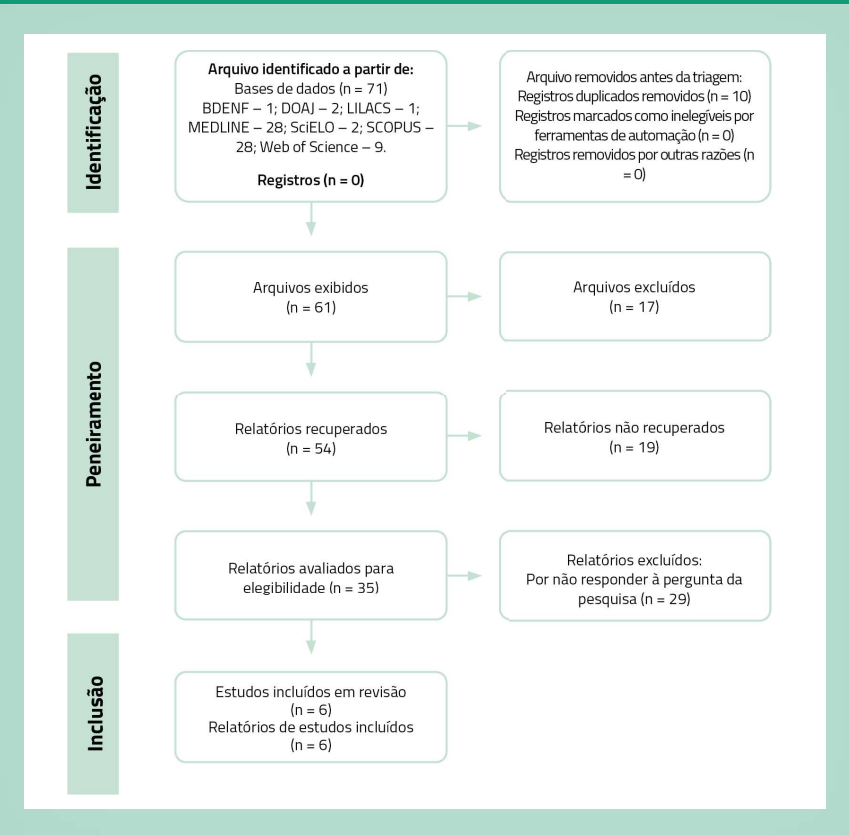 Identificação
Arquivo identificado a partir de:
Bases de dados (n = 71)
BDENF – 1; DOAJ – 2; LILACS – 1;
MEDLINE – 28; SciELO – 2; SCOPUS –
28; Web of Science – 9.
Registros (n = 0)
Arquivo removidos antes da triagem:
Registros duplicados removidos (n = 10)
Registros marcados como inelegíveis por
ferramentas de automação (n = 0)
Registros removidos por outras razões (n
= 0)
Peneiramento
Arquivos exibidos
(n = 61)
Arquivos excluídos
(n = 17)
Relatórios recuperados
(n = 54)
Relatórios não recuperados
(n = 19)
Relatórios avaliados para
elegibilidade (n = 35)
Relatórios excluídos:
Por não responder à pergunta da
pesquisa (n = 29)
Inclusão
Estudos incluídos em revisão
(n = 6)
Relatórios de estudos incluídos
(n = 6)